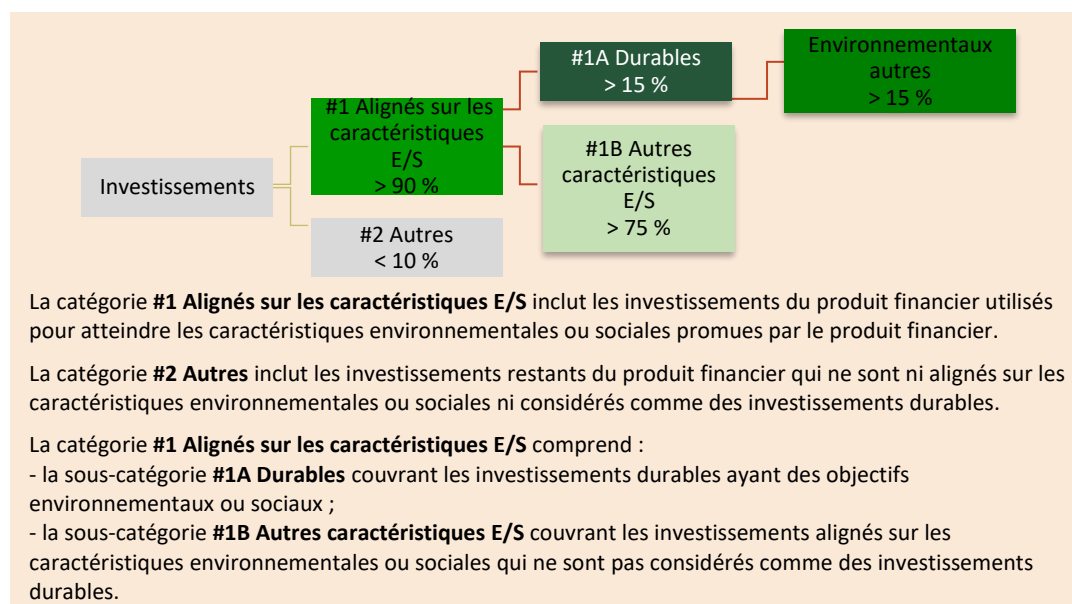 #1A Durables
> 15 %
Environnementaux
autres
> 15 %
#1 Alignés sur les
caractéristiques
E/S
> 90 %
#1B Autres
caractéristiques
E/S
> 75 %
Investissements
#2 Autres
< 10 %
La catégorie #1 Alignés sur les caractéristiques E/S inclut les investissements du produit financier utilisés
pour atteindre les caractéristiques environnementales ou sociales promues par le produit financier.
La catégorie #2 Autres inclut les investissements restants du produit financier qui ne sont ni alignés sur les
caractéristiques environnementales ou sociales ni considérés comme des investissements durables.
La catégorie #1 Alignés sur les caractéristiques E/S comprend :
- la sous-catégorie #1A Durables couvrant les investissements durables ayant des objectifs
environnementaux ou sociaux ;
- la sous-catégorie #1B Autres caractéristiques E/S couvrant les investissements alignés sur les
caractéristiques environnementales ou sociales qui ne sont pas considérés comme des investissements
durables.